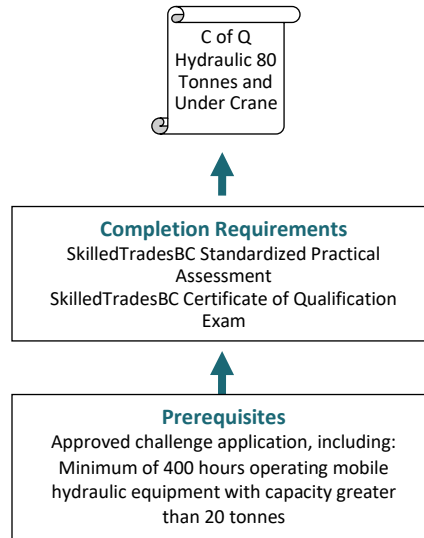 C of Q
Hydraulic 80
Tonnes and
Under Crane
Completion Requirements
SkilledTradesBC Standardized Practical
Assessment
SkilledTradesBC Certificate of Qualification
Exam
Prerequisites
Approved challenge application, including:
Minimum of 400 hours operating mobile
hydraulic equipment with capacity greater
than 20 tonnes